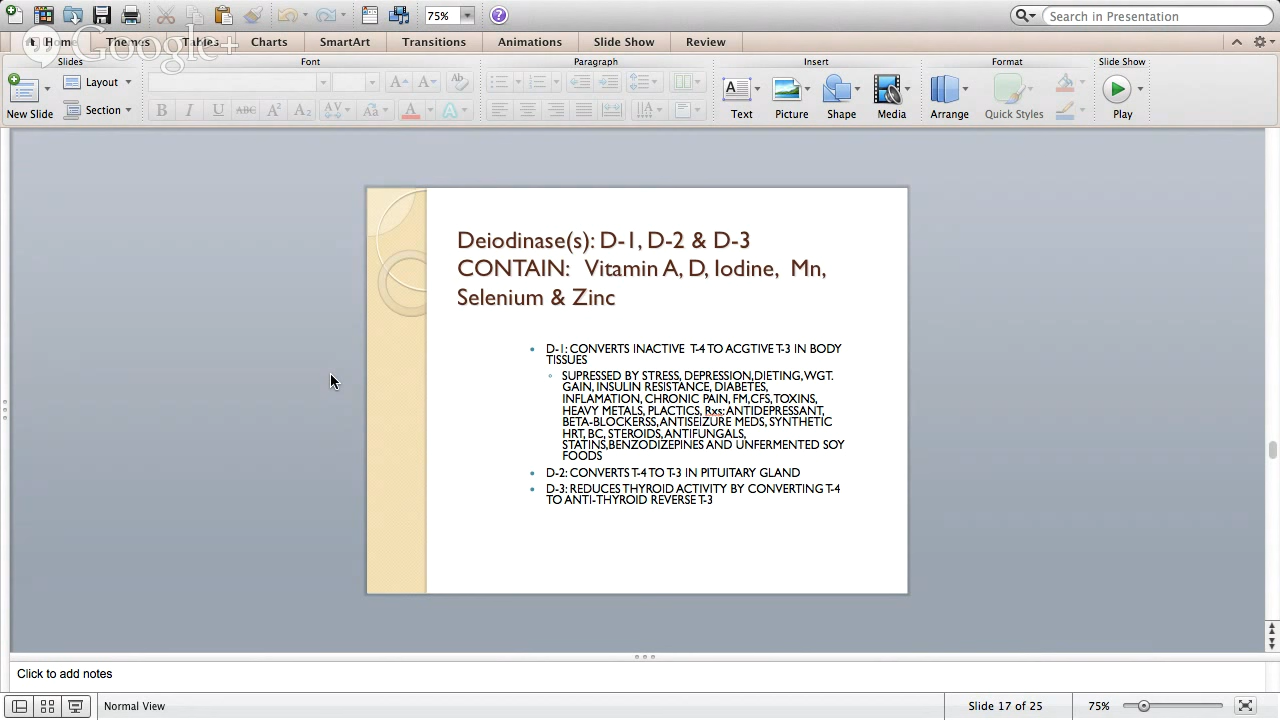 75%
Search in Presentation
Google+
Home
Themes
Tables
Charts
SmartArt
Transitions
Animations
Slide Show
Review
Slides
Font
Paragraph
Insert
Format
Slide Show
New Slide
Layout
Section
B I U ABC A² A₂ AV Aa A A
Text
Picture
Shape
Media
Arrange
Quick Styles
Play
Deiodinase(s): D-1, D-2 & D-3
CONTAIN: Vitamin A, D, Iodine, Mn,
Selenium & Zinc
D-1: CONVERTS INACTIVE T-4 TO ACGTIVE T-3 IN BODY
TISSUES
SUPRESSED BY STRESS, DEPRESSION,DIETING, WGT.
GAIN, INSULIN RESISTANCE, DIABETES,
INFLAMATION, CHRONIC PAIN, FM,CFS, TOXINS,
HEAVY METALS, PLACTICS, Rxs: ANTIDEPRESSANT,
BETA-BLOCKERSS, ANTISEIZURE MEDS, SYNTHETIC
HRT, BC, STEROIDS, ANTIFUNGALS,
STATINS,BENZODIZEPINES AND UNFERMENTED SOY
FOODS
D-2: CONVERTS T-4 TO T-3 IN PITUITARY GLAND
D-3: REDUCES THYROID ACTIVITY BY CONVERTING T-4
TO ANTI-THYROID REVERSE T-3
Click to add notes
Normal View
Slide 17 of 25
75%